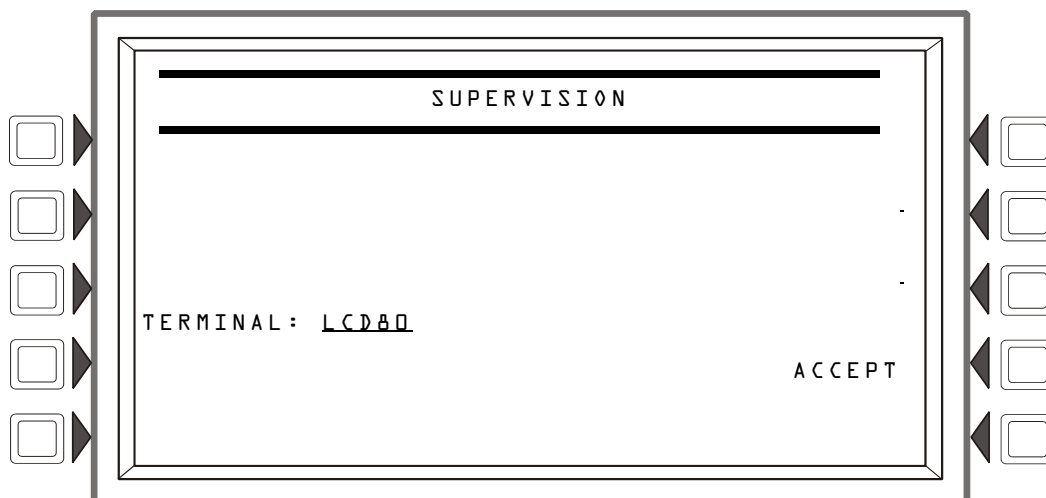 SUPERVISION
-
-
TERMINAL: LCD80
ACCEPT